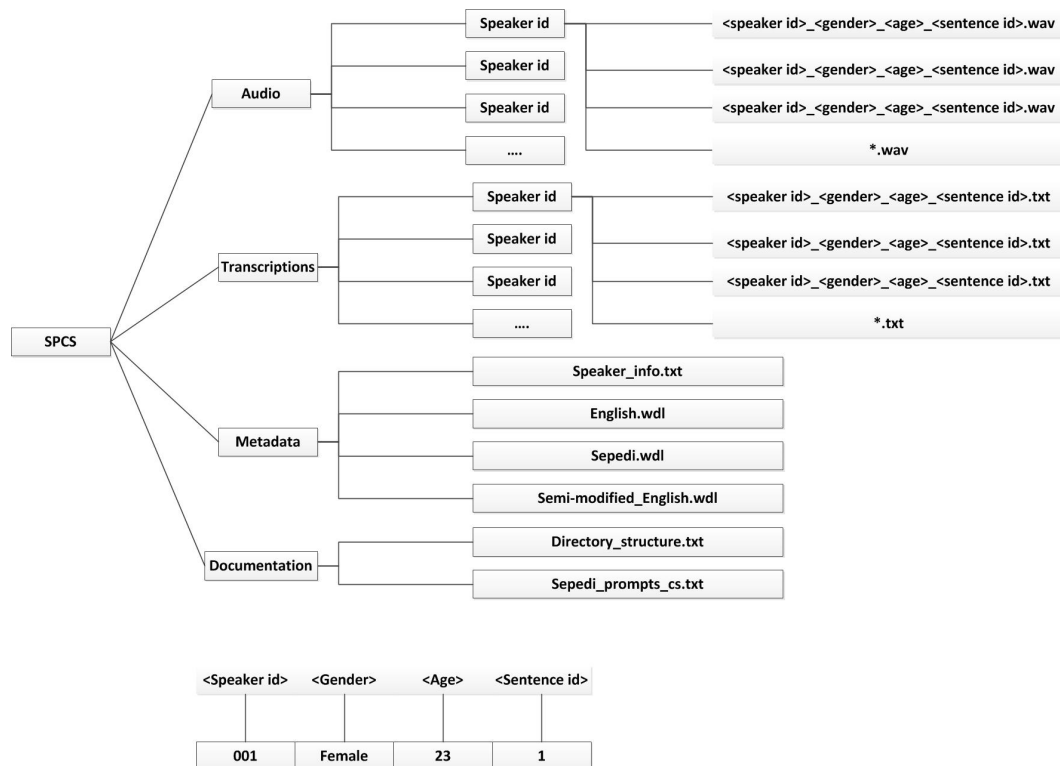 Speaker id
<speaker id>_<gender>_<age>_<sentence id>.wav
Speaker id
<speaker id>_<gender>_<age>_<sentence id>.wav
Audio
Speaker id
<speaker id>_<gender>_<age>_<sentence id>.wav
....
*.wav
Speaker id
<speaker id>_<gender>_<age>_<sentence id>.txt
Speaker id
<speaker id>_<gender>_<age>_<sentence id>.txt
Transcriptions
Speaker id
<speaker id>_<gender>_<age>_<sentence id>.txt
....
*.txt
SPCS
Speaker_info.txt
English.wdl
Metadata
Sepedi.wdl
Semi-modified_English.wdl
Directory_structure.txt
Documentation
Sepedi_prompts_cs.txt
<Speaker id> <Gender> <Age> <Sentence id>
001 Female 23 1